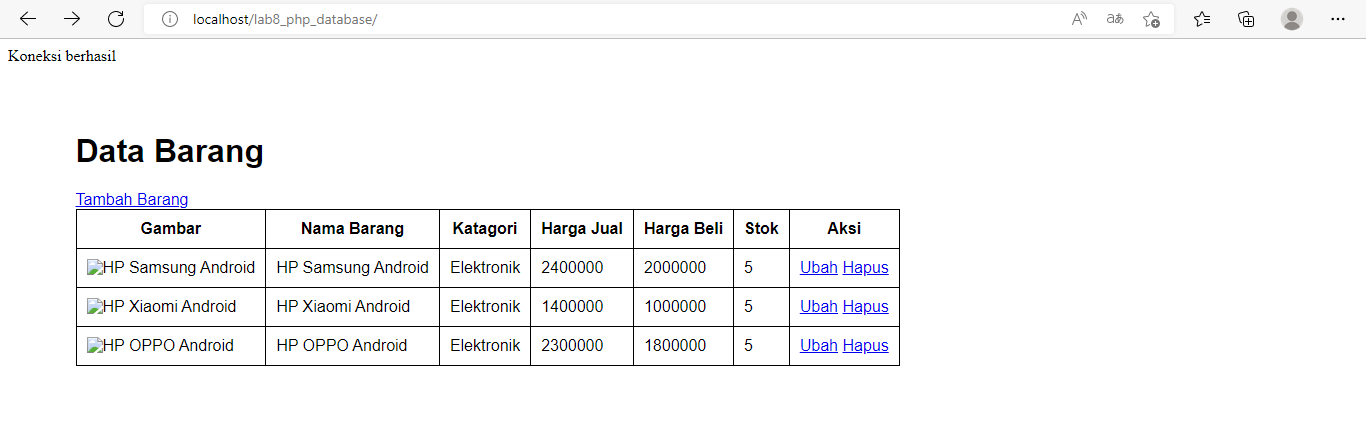 localhost/lab8_php_database/
Koneksi berhasil
Data Barang
Tambah Barang
Gambar Nama Barang Katagori Harga Jual Harga Beli Stok Aksi
HP Samsung Android HP Samsung Android Elektronik 2400000 2000000 5 Ubah Hapus
HP Xiaomi Android HP Xiaomi Android Elektronik 1400000 1000000 5 Ubah Hapus
HP OPPO Android HP OPPO Android Elektronik 2300000 1800000 5 Ubah Hapus